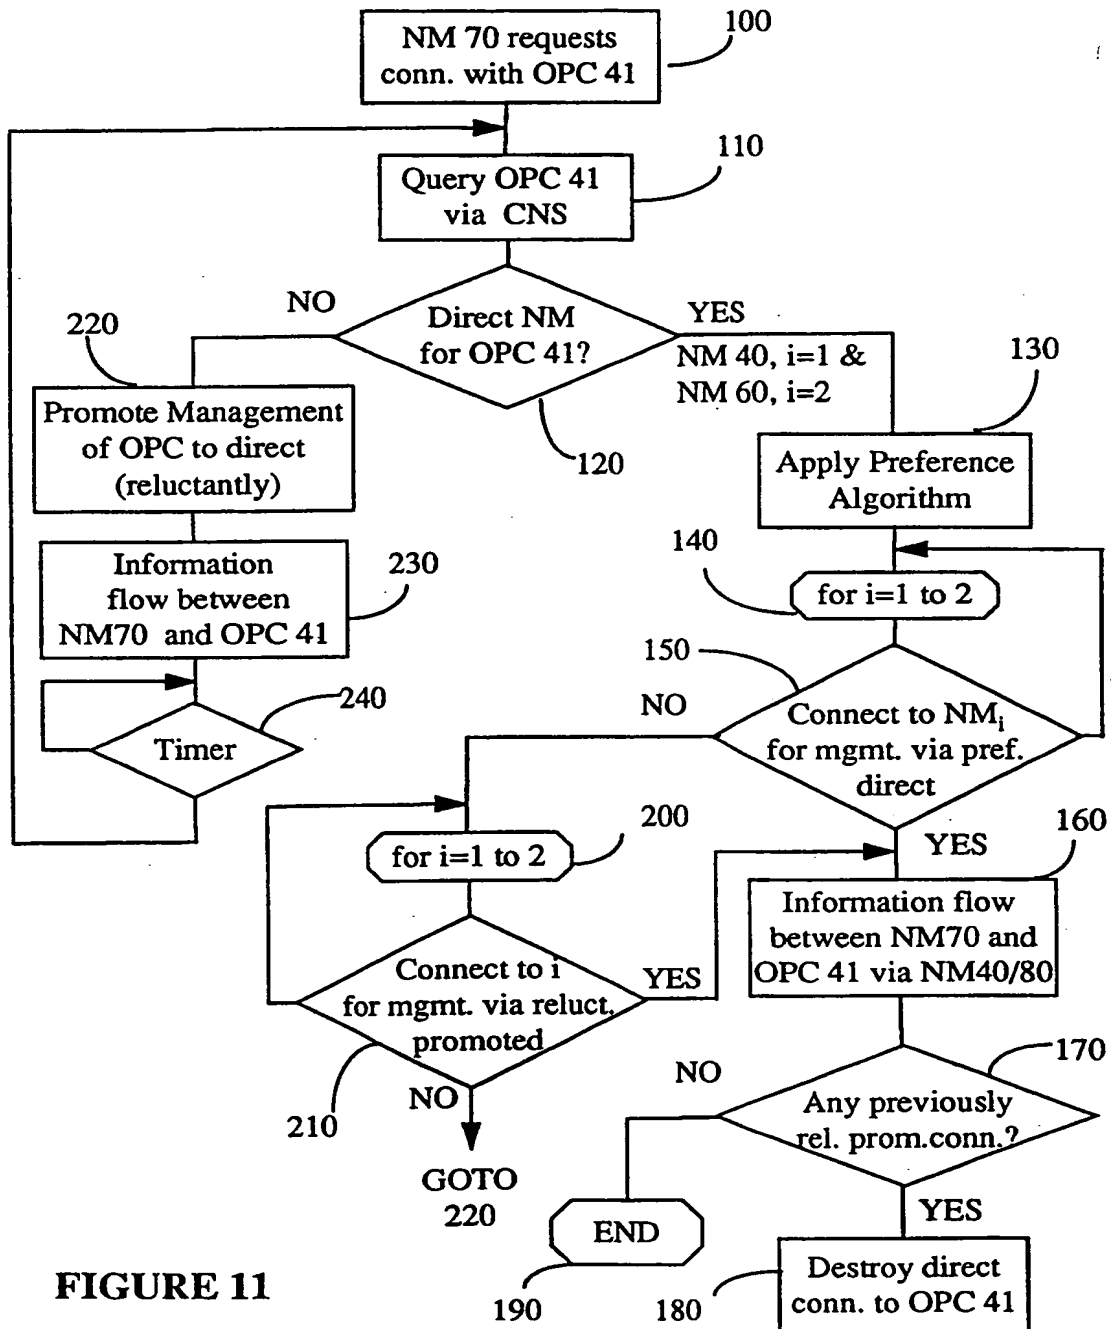 NM 70 requests
conn. with OPC 41
100
Query OPC 41
via CNS
110
Direct NM
for OPC 41?
NO
YES
NM 40, i=1 &
NM 60, i=2
120
220
Promote Management
of OPC to direct
(reluctantly)
130
Apply Preference
Algorithm
Information
flow between
NM70 and OPC 41
230
140
for i=1 to 2
240
Timer
150
NO
Connect to NMi
for mgmt. via pref.
direct
YES
200
for i=1 to 2
160
Information flow
between NM70 and
OPC 41 via NM40/80
Connect to i
for mgmt. via reluct.
promoted
YES
NO
210
GOTO
220
170
NO
Any previously
rel. prom.conn.?
YES
END
190
180
Destroy direct
conn. to OPC 41
FIGURE 11